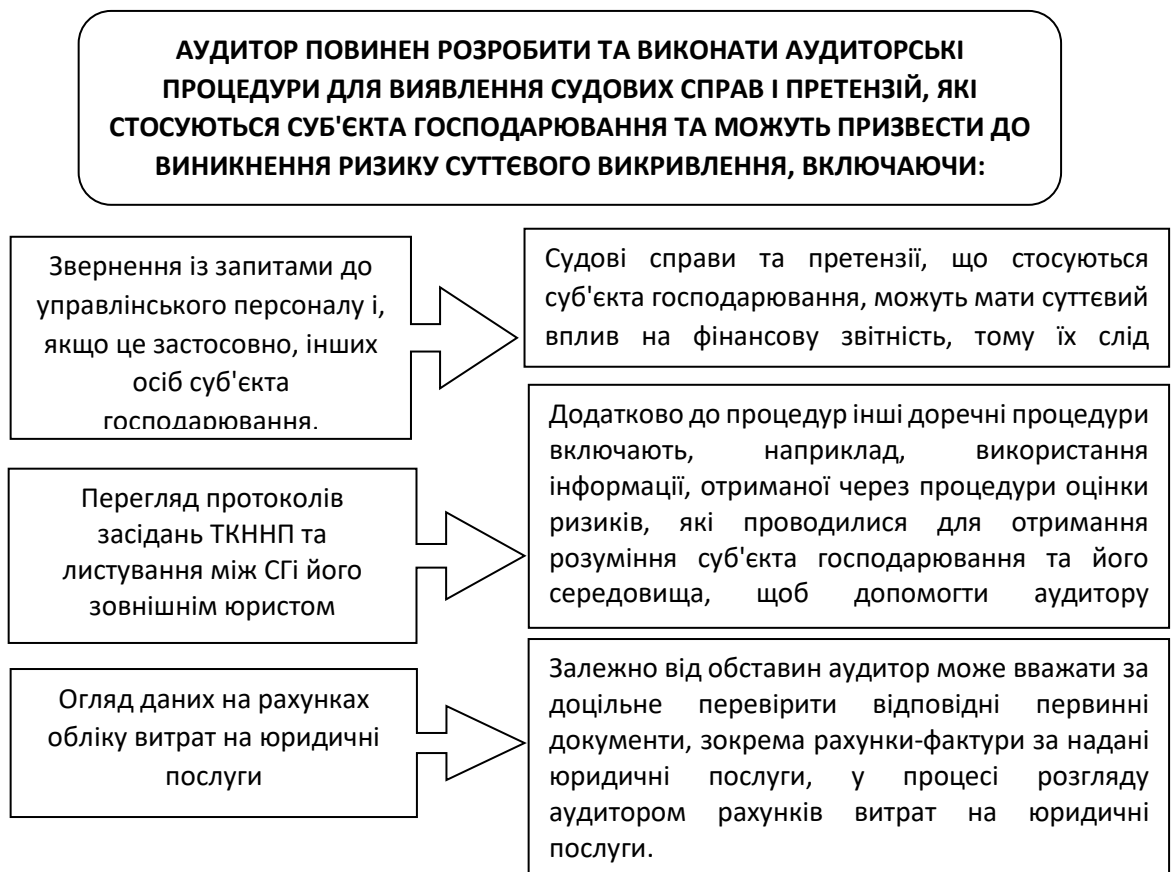 АУДИТОР ПОВИНЕН РОЗРОБИТИ ТА ВИКОНАТИ АУДИТОРСЬКІ
ПРОЦЕДУРИ ДЛЯ ВИЯВЛЕННЯ СУДОВИХ СПРАВ І ПРЕТЕНЗІЙ, ЯКІ
СТОСУЮТЬСЯ СУБ'ЄКТА ГОСПОДАРЮВАННЯ ТА МОЖУТЬ ПРИЗВЕСТИ ДО
ВИНИКНЕННЯ РИЗИКУ СУТТЄВОГО ВИКРИВЛЕННЯ, ВКЛЮЧАЮЧИ:
Звернення із запитами до
управлінського персоналу і,
якщо це застосовно, інших
осіб суб'єкта
господарювання.
Судові справи та претензії, що стосуються
суб'єкта господарювання, можуть мати суттєвий
вплив на фінансову звітність, тому їх слід
Перегляд протоколів
засідань ТКННП та
листування між СГі його
зовнішнім юристом
Додатково до процедур інші доречні процедури
включають, наприклад, використання
інформації, отриманої через процедури оцінки
ризиків, які проводилися для отримання
розуміння суб'єкта господарювання та його
середовища, щоб допомогти аудитору
Огляд даних на рахунках
обліку витрат на юридичні
послуги
Залежно від обставин аудитор може вважати за
доцільне перевірити відповідні первинні
документи, зокрема рахунки-фактури за надані
юридичні послуги, у процесі розгляду
аудитором рахунків витрат на юридичні
послуги.